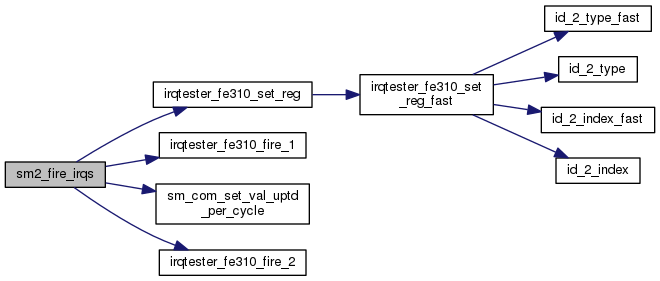 sm2_fire_irqs
irqtester_fe310_set_reg
irqtester_fe310_fire_1
sm_com_set_val_uptd
_per_cycle
irqtester_fe310_fire_2
irqtester_fe310_set
_reg_fast
id_2_type_fast
id_2_type
id_2_index_fast
id_2_index